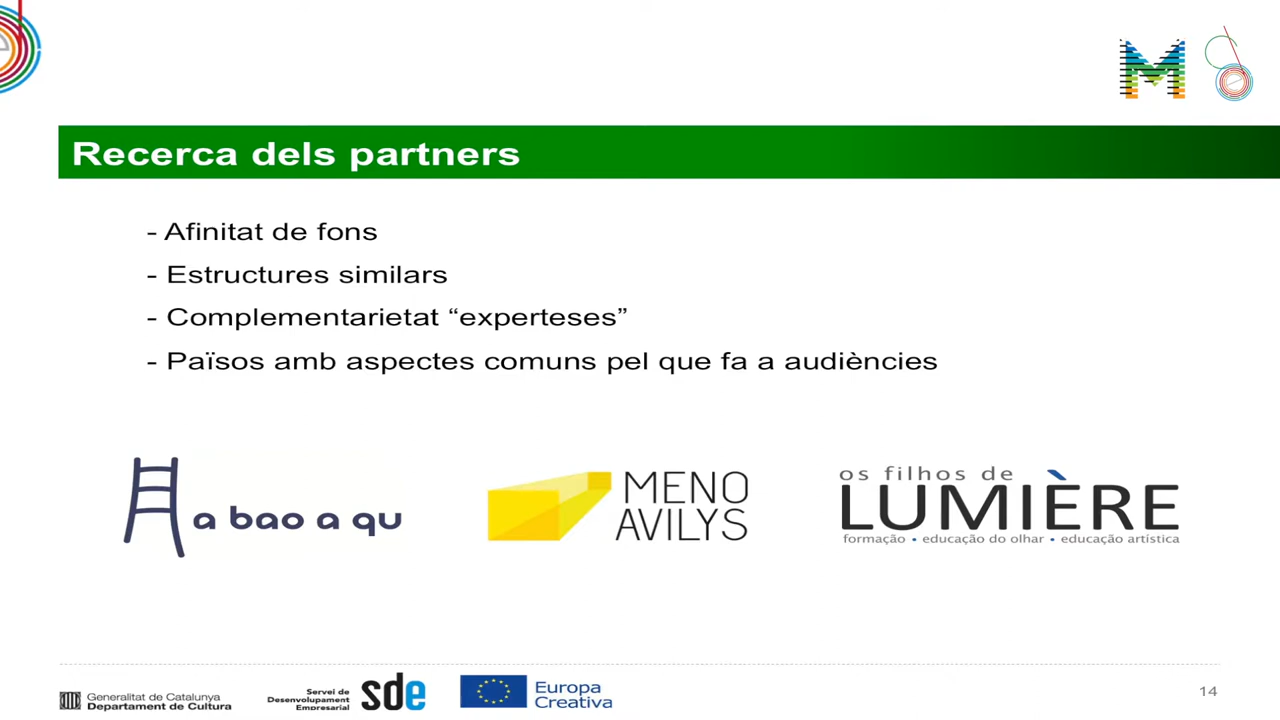 Recerca dels partners
- Afinitat de fons
- Estructures similars
- Complementarietat “experteses”
- Països amb aspectes comuns pel que fa a audiències
a bao a qu
MENO
AVILYS
os filhos de
LUMIÈRE
formação • educação do olhar • educação artística
Generalitat de Catalunya
Departament de Cultura
Servei de
Desenvolupament
Empresarial
sde
Europa
Creativa
14